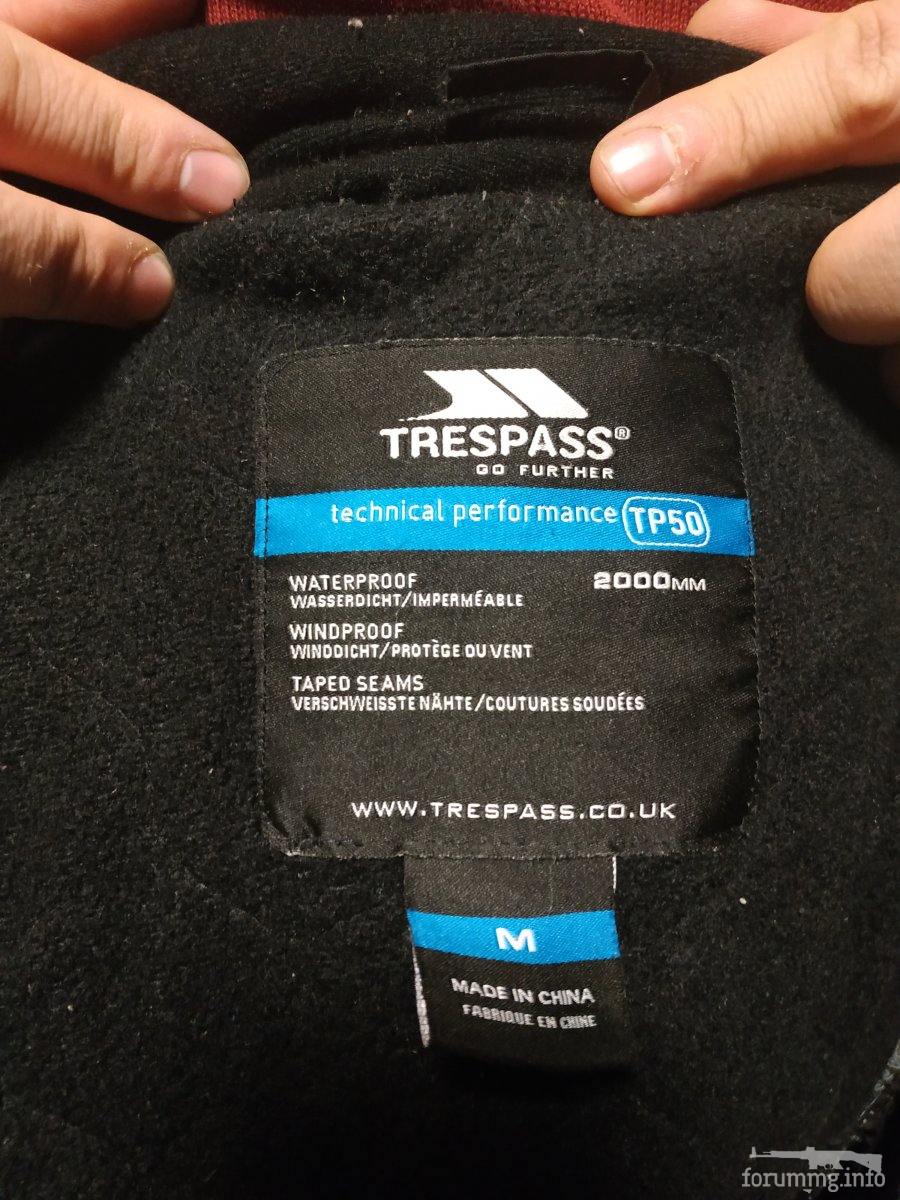 TRESPASS®
GO FURTHER
technical performance TP50
WATERPROOF 2000MM
WASSERDICHT/IMPERMÉABLE
WINDPROOF
WINDDICHT/PROTÈGE DU VENT
TAPED SEAMS
VERSCHWEISSTE NÄHTE/COUTURES SOUDÉES
WWW.TRESPASS.CO.UK
M
MADE IN CHINA
FABRIQUE EN CHINE
forummg.info